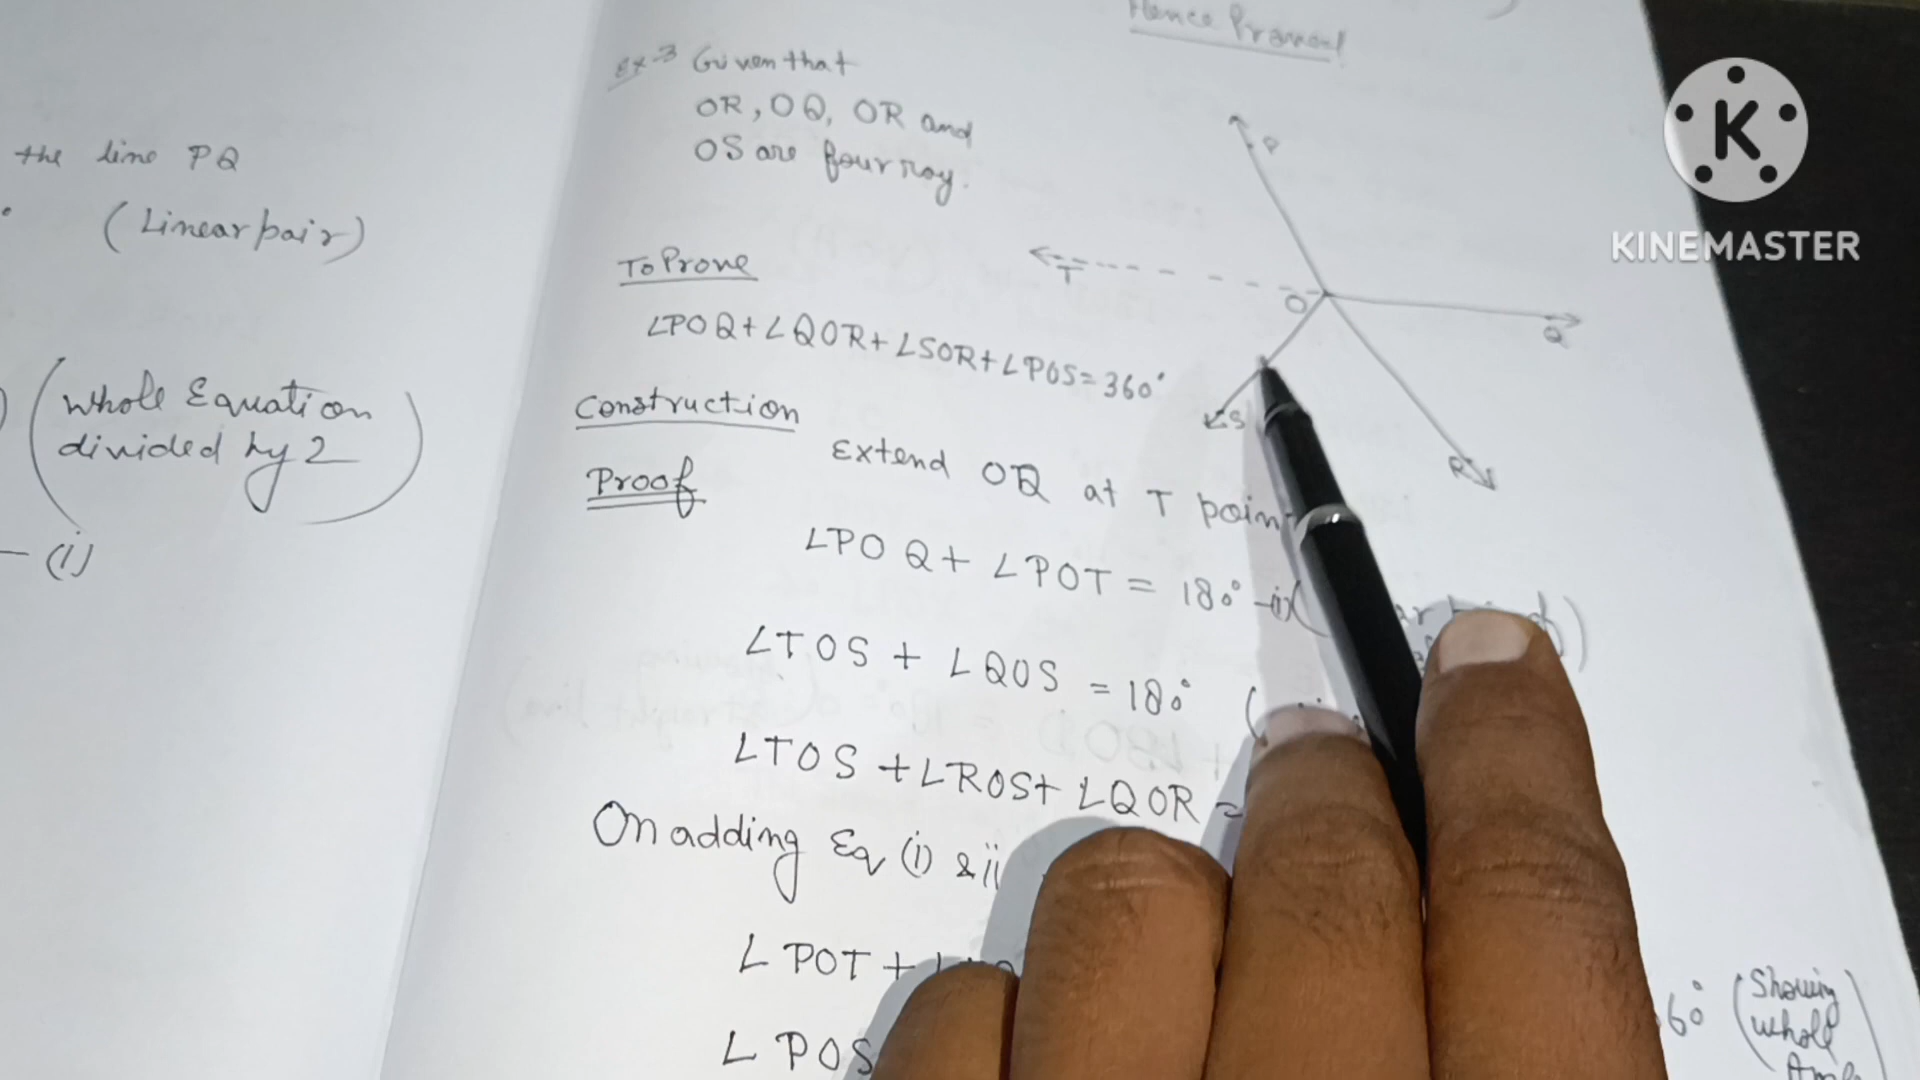 Hence Proved
the line PQ
(Linear pair)
(whole Equation
divided by 2)
— (i)
Ex-3 Given that
OR, OQ, OR and
OS are four ray.
To Prove
∠POQ + ∠QOR + ∠SOR + ∠POS = 360°
Construction
Extend OQ at T point
Proof
∠POQ + ∠POT = 180° –(i)(
∠TOS + ∠QOS = 180° (
∠TOS + ∠ROS + ∠QOR =
On adding Eq (i) & ii
∠POT +
∠POS
60° (Showing
whole
P
T
O
Q
S
R
K
KINEMASTER